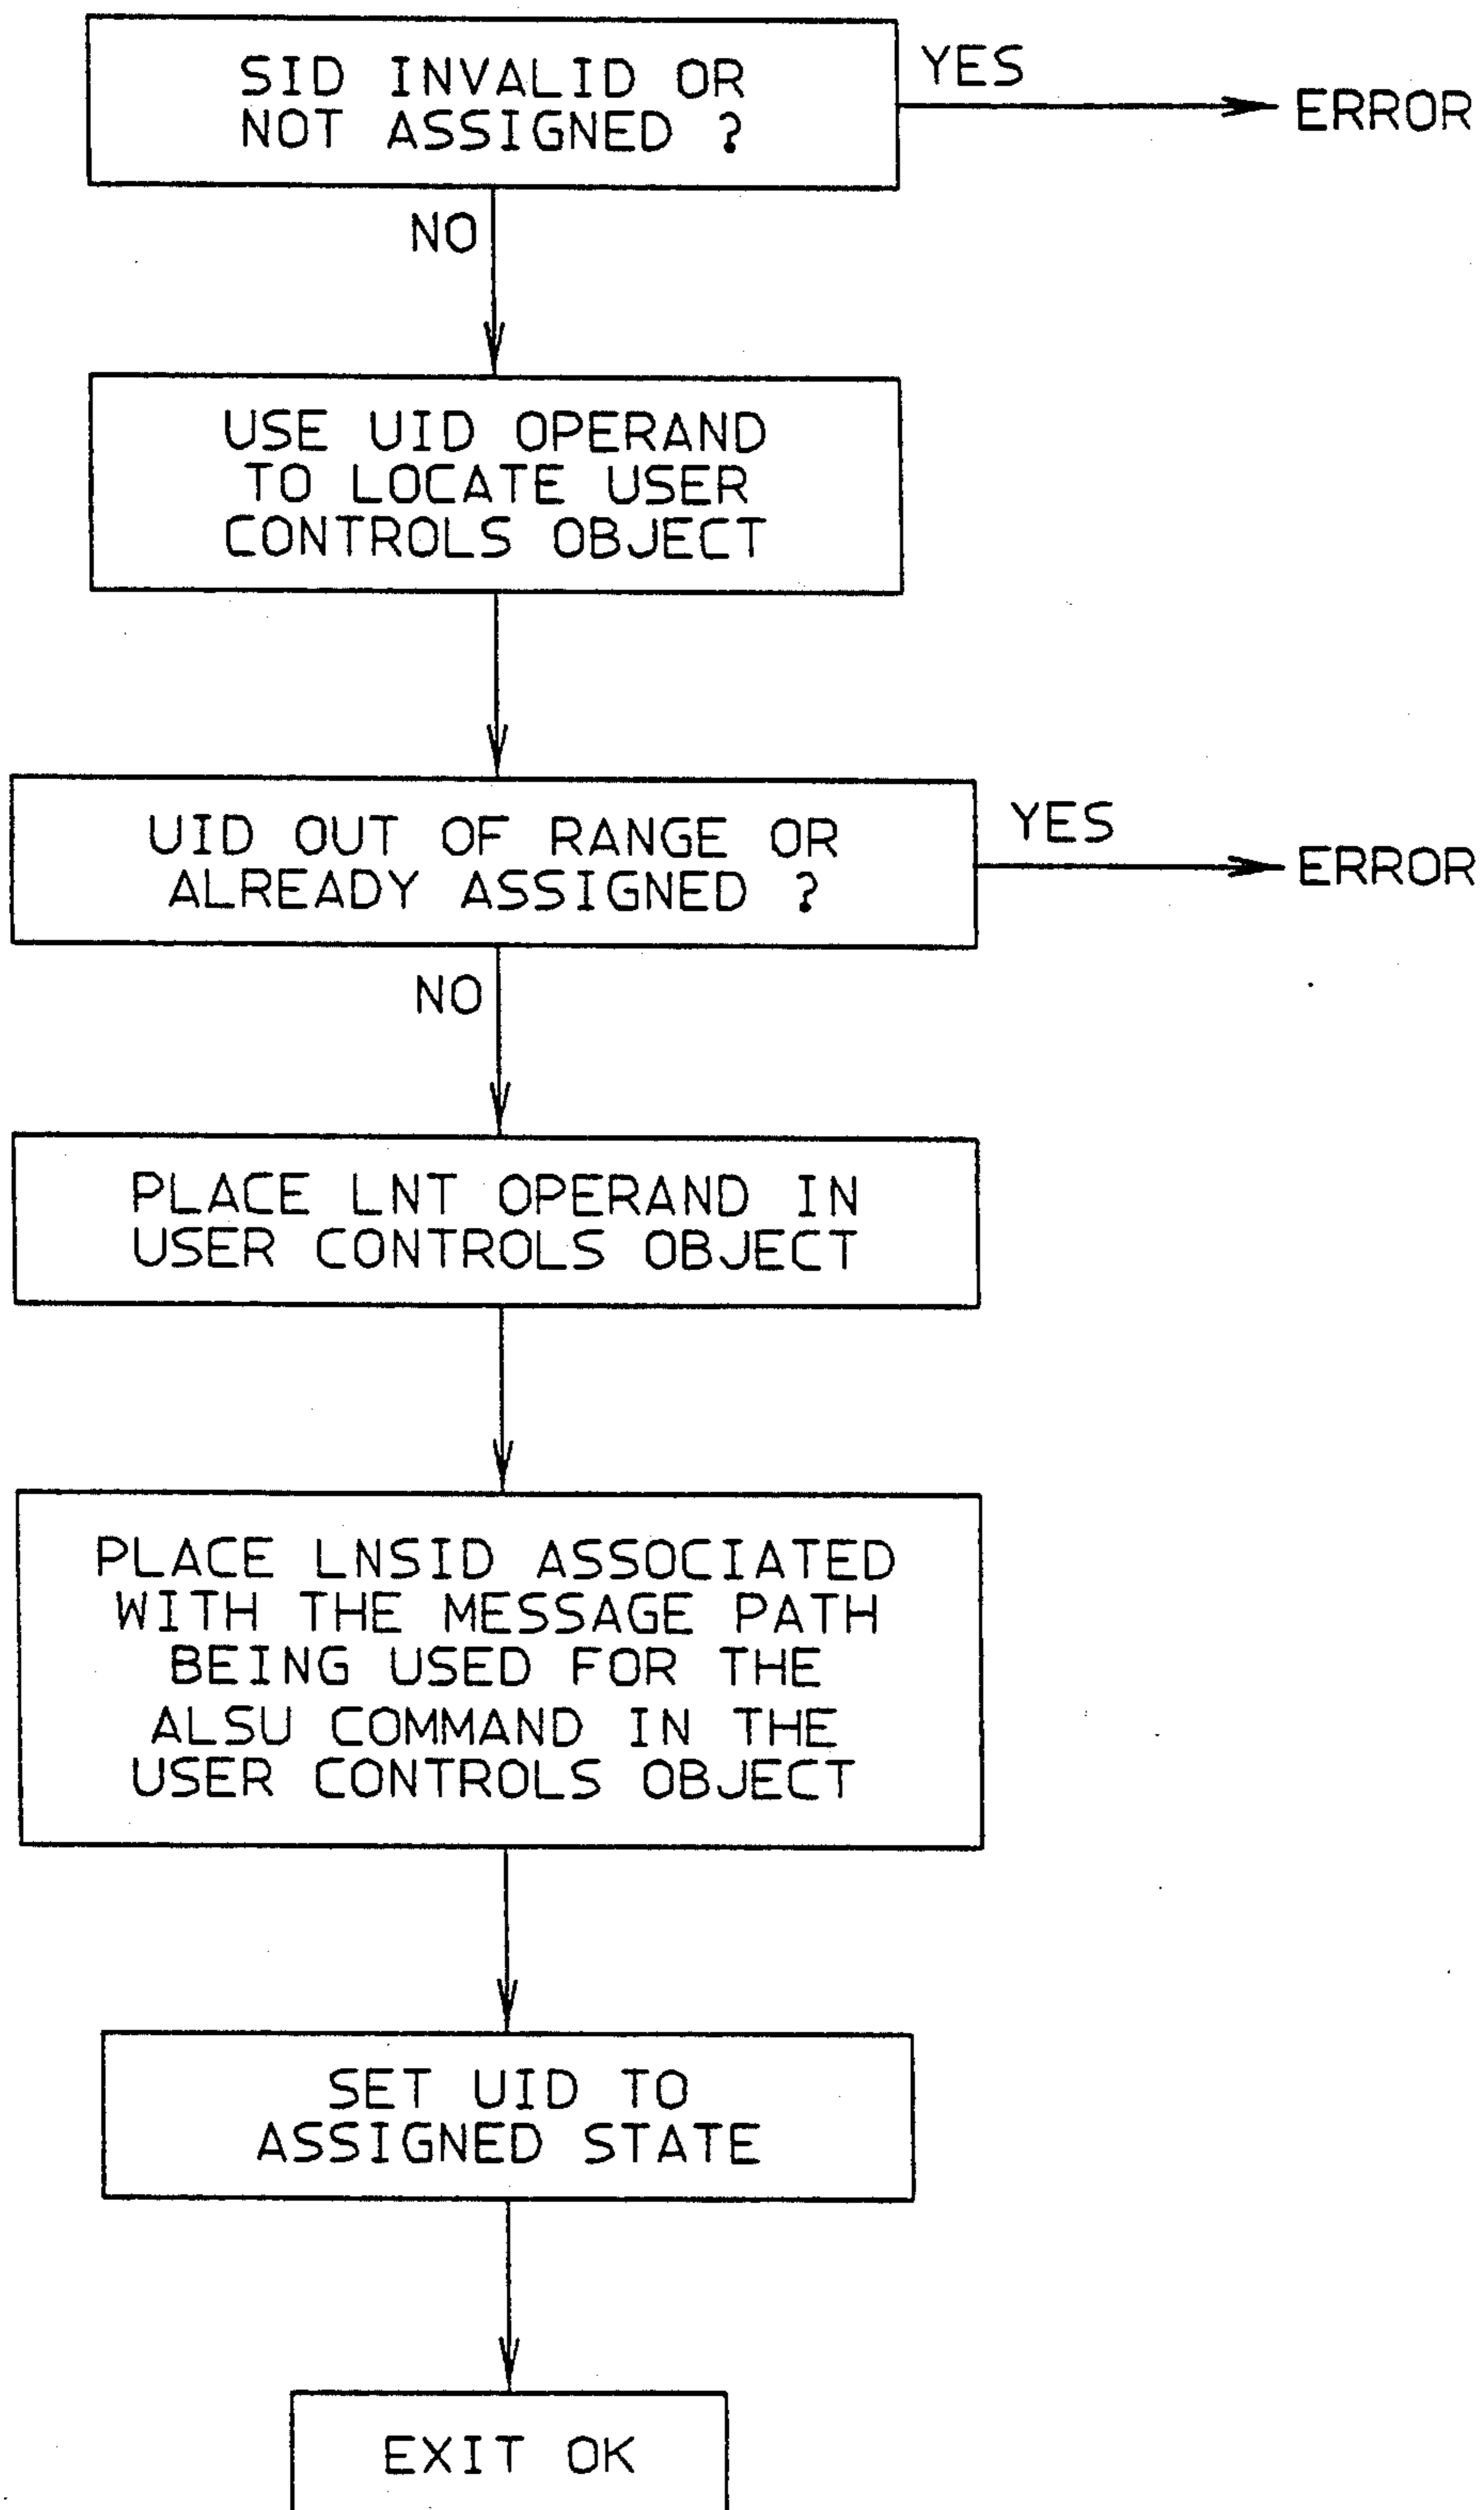 SID INVALID OR
NOT ASSIGNED ?
YES
ERROR
NO
USE UID OPERAND
TO LOCATE USER
CONTROLS OBJECT
UID OUT OF RANGE OR
ALREADY ASSIGNED ?
YES
ERROR
NO
PLACE LNT OPERAND IN
USER CONTROLS OBJECT
PLACE LNSID ASSOCIATED
WITH THE MESSAGE PATH
BEING USED FOR THE
ALSU COMMAND IN THE
USER CONTROLS OBJECT
SET UID TO
ASSIGNED STATE
EXIT OK